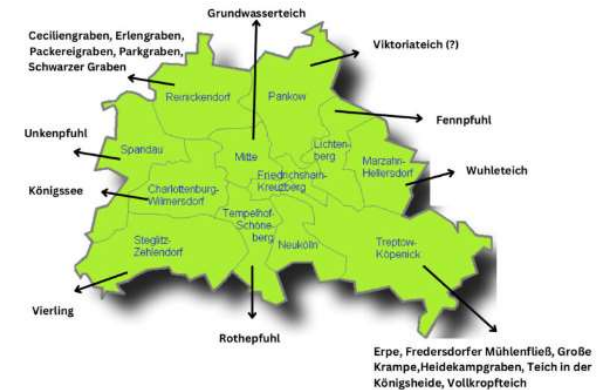 Grundwasserteich
Ceciliengraben, Erlengraben,
Packereigraben, Parkgraben,
Schwarzer Graben
Viktoriateich (?)
Reinickendorf
Pankow
Fennpfuhl
Unkenpfuhl
Spandau
Mitte
Lichten-
berg
Marzahn-
Hellersdorf
Wuhleteich
Königssee
Charlottenburg-
Wilmersdorf
Friedrichshain-
Kreuzberg
Tempelhof-
Schöne-
berg
Steglitz-
Zehlendorf
Neukölln
Treptow-
Köpenick
Vierling
Rothepfuhl
Erpe, Fredersdorfer Mühlenfließ, Große
Krampe,Heidekampgraben, Teich in der
Königsheide, Vollkropfteich